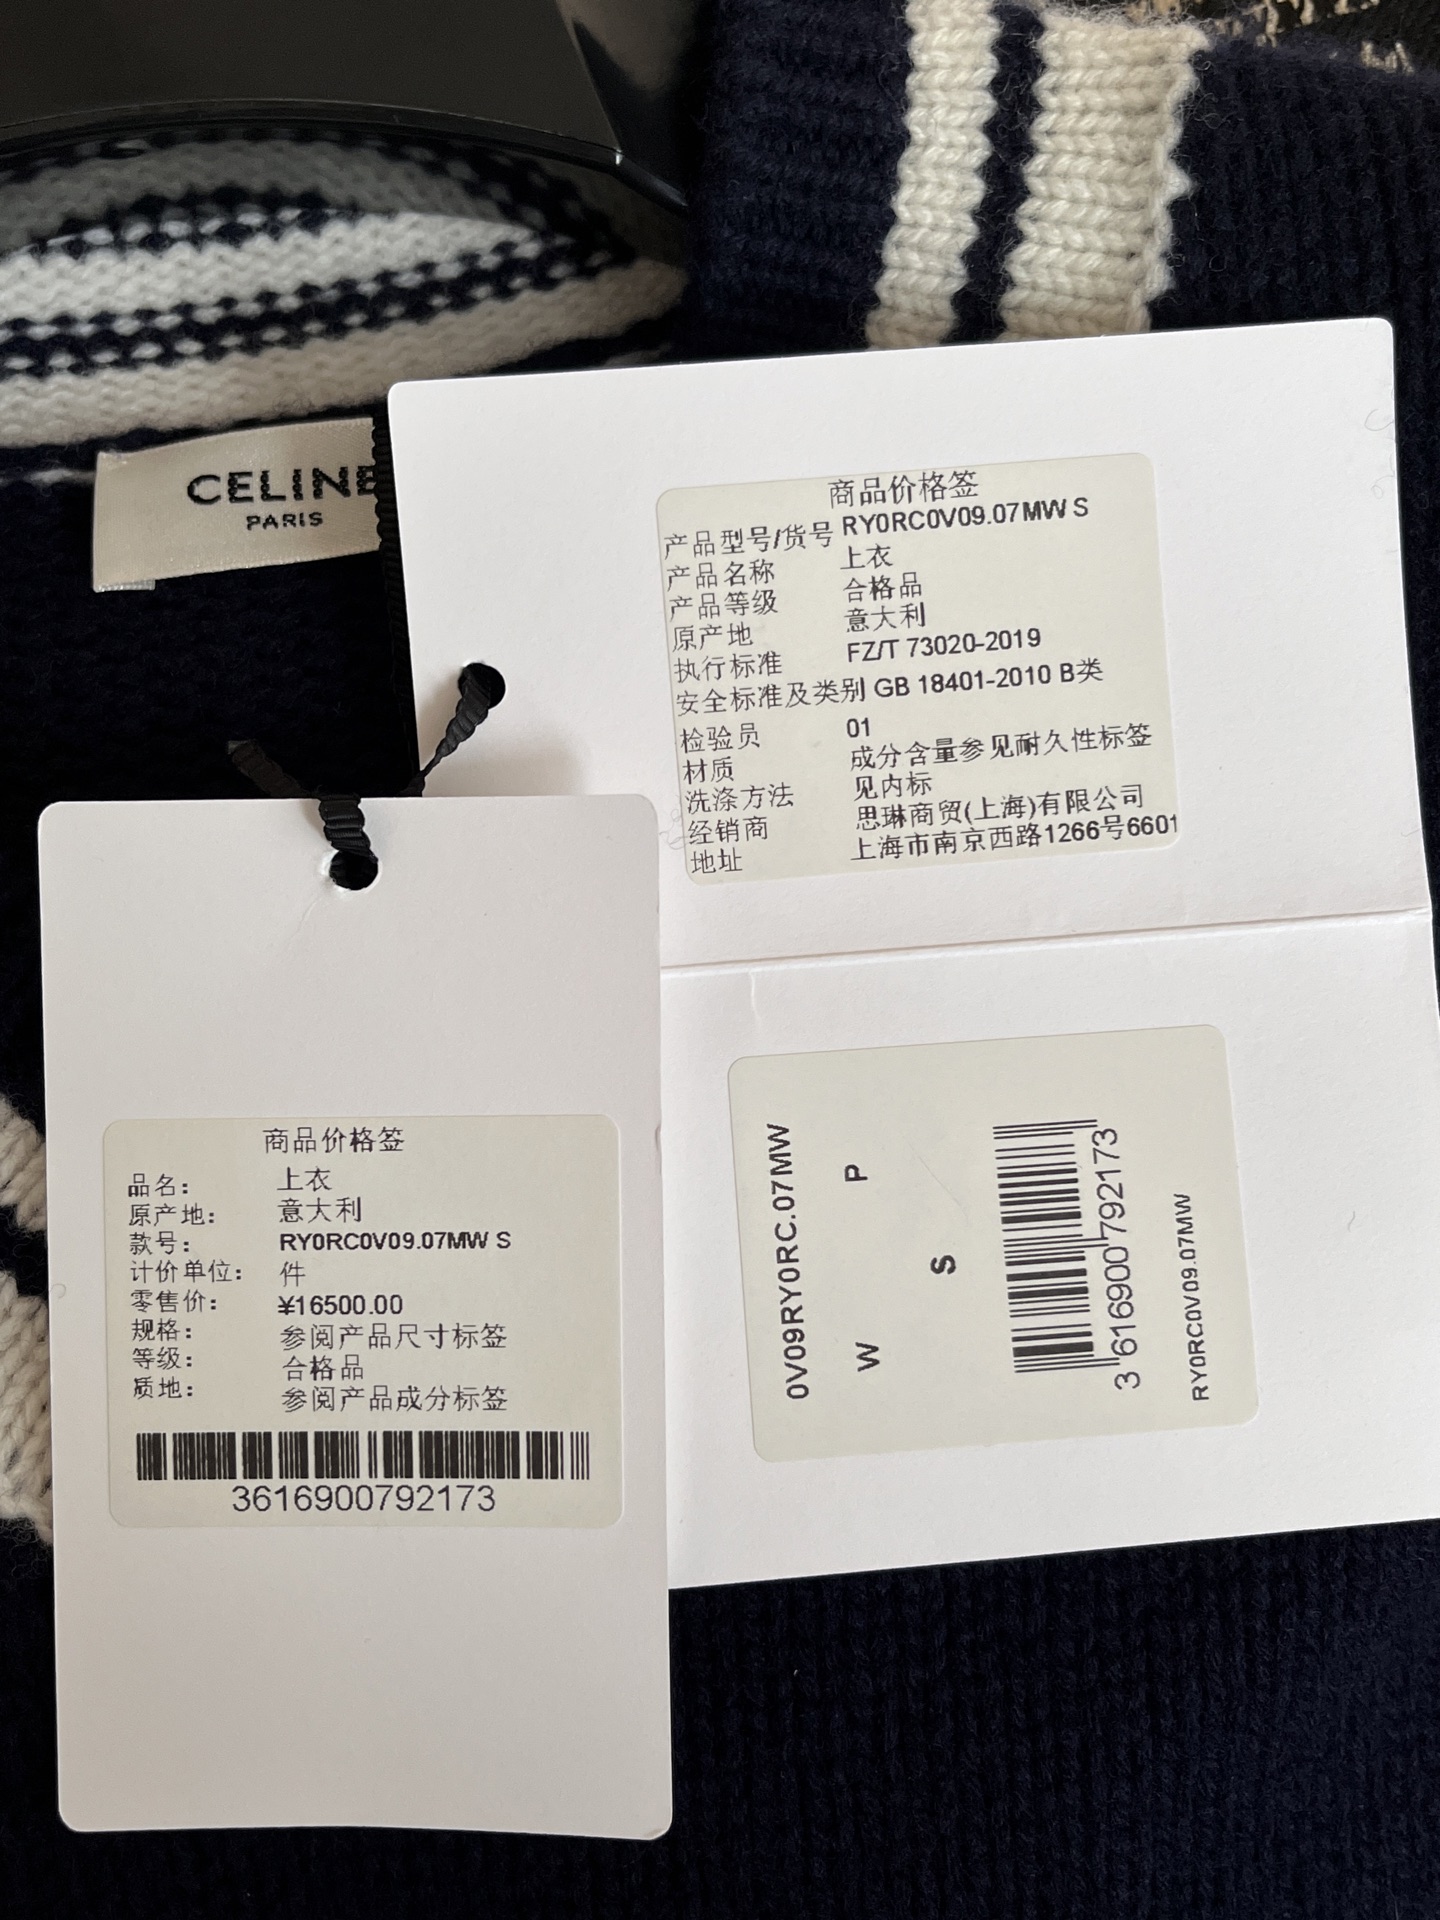 CELINE
PARIS
商品价格签
产品型号/货号 RY0RC0V09.07MW S
产品名称 上衣
产品等级 合格品
原产地 意大利
执行标准 FZ/T 73020-2019
安全标准及类别 GB 18401-2010 B类
检验员 01
材质 成分含量参见耐久性标签
洗涤方法 见内标
经销商 思琳商贸(上海)有限公司
地址 上海市南京西路1266号6601
商品价格签
品名: 上衣
原产地: 意大利
款号: RY0RC0V09.07MW S
计价单位: 件
零售价: ¥16500.00
规格: 参阅产品尺寸标签
等级: 合格品
质地: 参阅产品成分标签
3616900792173
0V09RY0RC.07MW
W P
S
3 616900 792173
RY0RC0V09.07MW